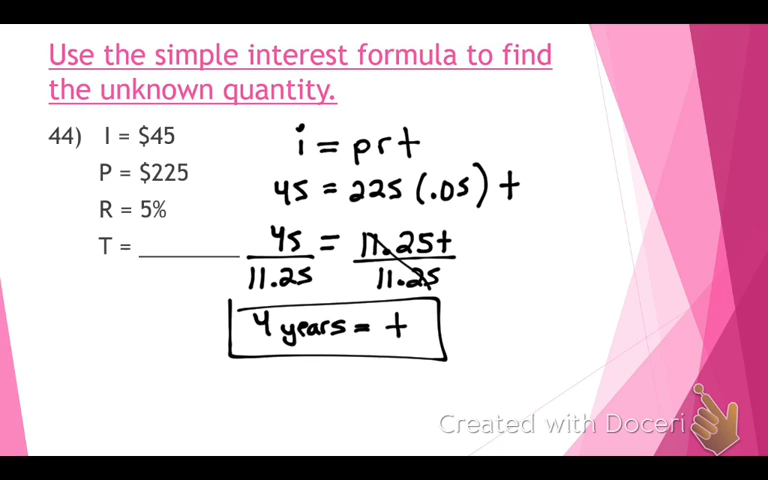 Use the simple interest formula to find
the unknown quantity.
44) I = $45
P = $225
R = 5%
T = ________
i = prt
45 = 225 (.05) t
45 = 11.25t
11.25 11.25
4 years = t
Created with Doceri